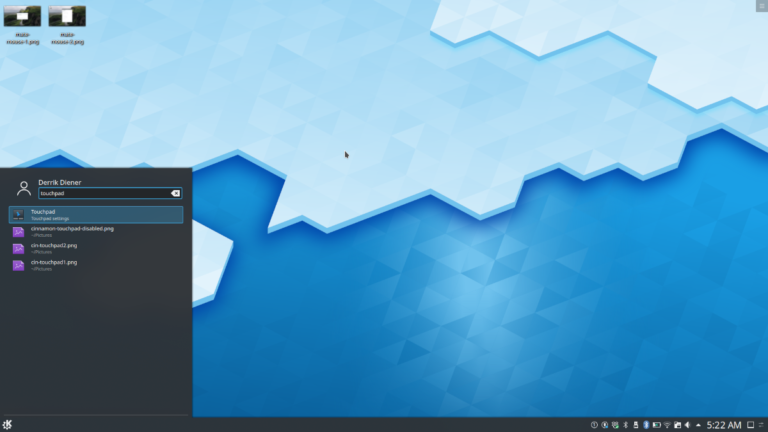 mate-
mouse-1.png
mate-
mouse-2.png
Derrik Diener
touchpad
Touchpad
Touchpad settings
cinnamon-touchpad-disabled.png
~/Pictures
cin-touchpad2.png
~/Pictures
cin-touchpad1.png
~/Pictures
5:22 AM